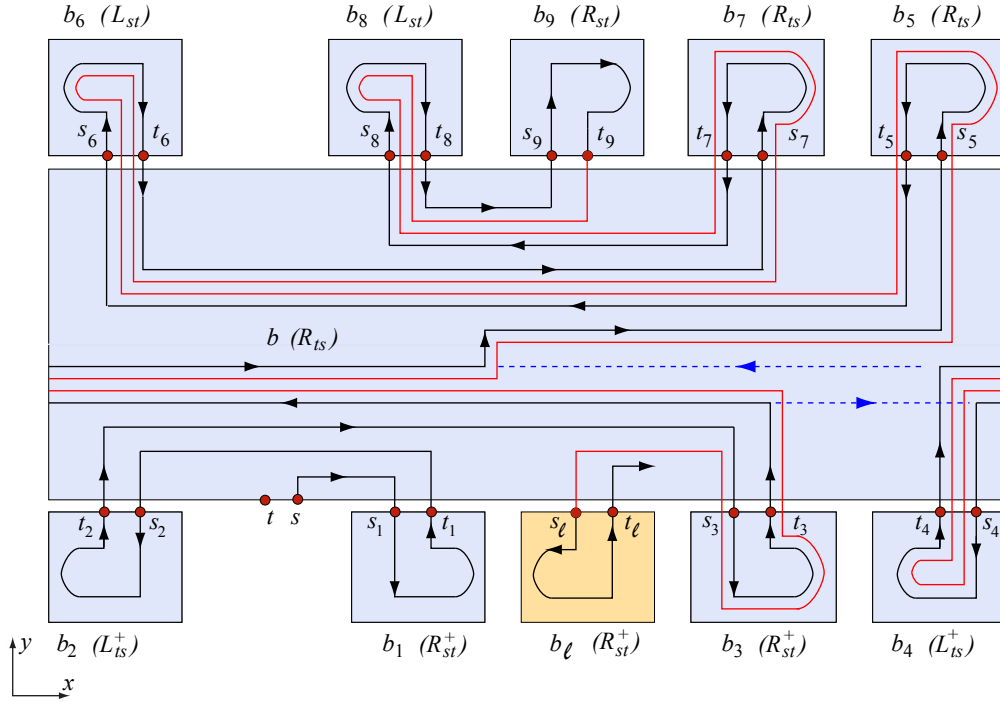 b6 (Lst) b8 (Lst) b9 (Rst) b7 (Rts) b5 (Rts)
s6 t6 s8 t8 s9 t9 t7 s7 t5 s5
b (Rts)
t s
t2 s2 s1 t1 sℓ tℓ s3 t3 t4 s4
b2 (L+ts) b1 (R+st) bℓ (R+st) b3 (R+st) b4 (L+ts)
y
x